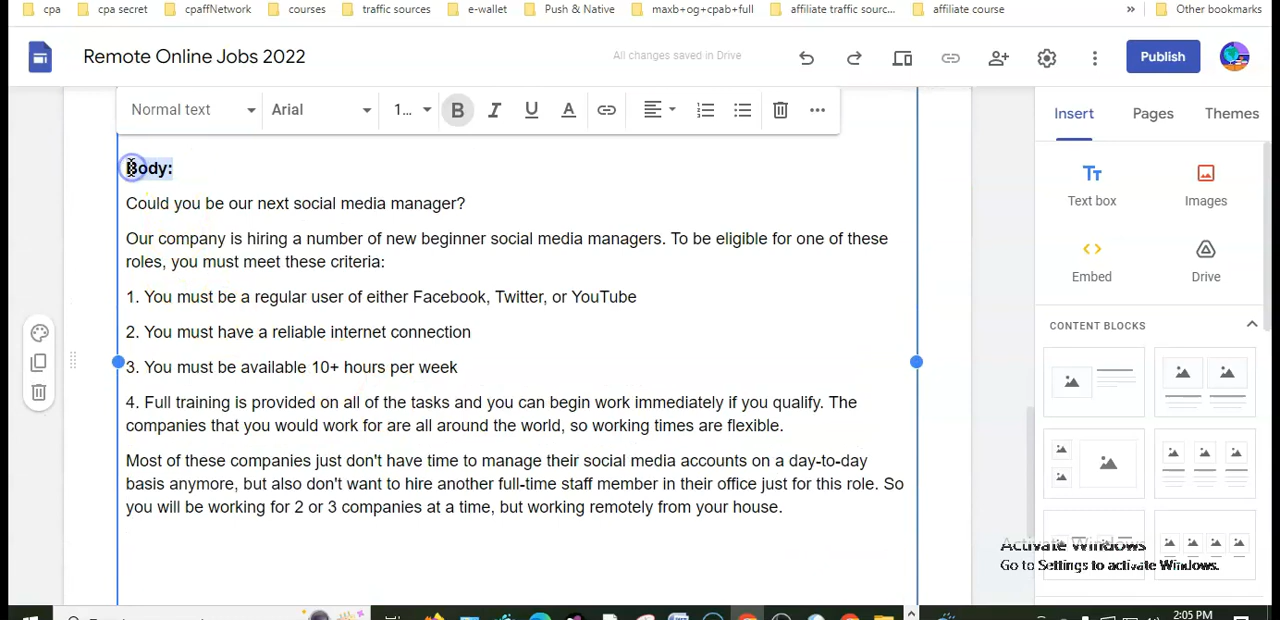 cpa cpa secret cpaffNetwork courses traffic sources e-wallet Push & Native maxb+og+cpab+full affiliate traffic sourc... affiliate course » Other bookmarks
Remote Online Jobs 2022 All changes saved in Drive Publish
Normal text Arial 1... B I U A
Insert Pages Themes
Body:
Could you be our next social media manager?
Our company is hiring a number of new beginner social media managers. To be eligible for one of these
roles, you must meet these criteria:
1. You must be a regular user of either Facebook, Twitter, or YouTube
2. You must have a reliable internet connection
3. You must be available 10+ hours per week
4. Full training is provided on all of the tasks and you can begin work immediately if you qualify. The
companies that you would work for are all around the world, so working times are flexible.
Most of these companies just don't have time to manage their social media accounts on a day-to-day
basis anymore, but also don't want to hire another full-time staff member in their office just for this role. So
you will be working for 2 or 3 companies at a time, but working remotely from your house.
Tт
Text box Images
Embed Drive
CONTENT BLOCKS
Activate Windows
Go to Settings to activate Windows.
2:05 PM